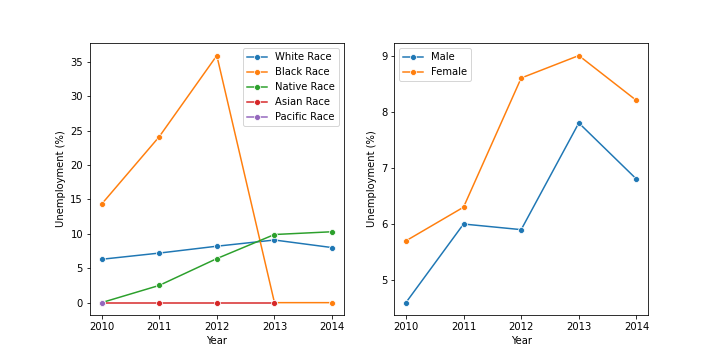 Unemployment (%)
35
30
25
20
15
10
5
0
2010 2011 2012 2013 2014
Year
White Race
Black Race
Native Race
Asian Race
Pacific Race
Unemployment (%)
9
8
7
6
5
2010 2011 2012 2013 2014
Year
Male
Female